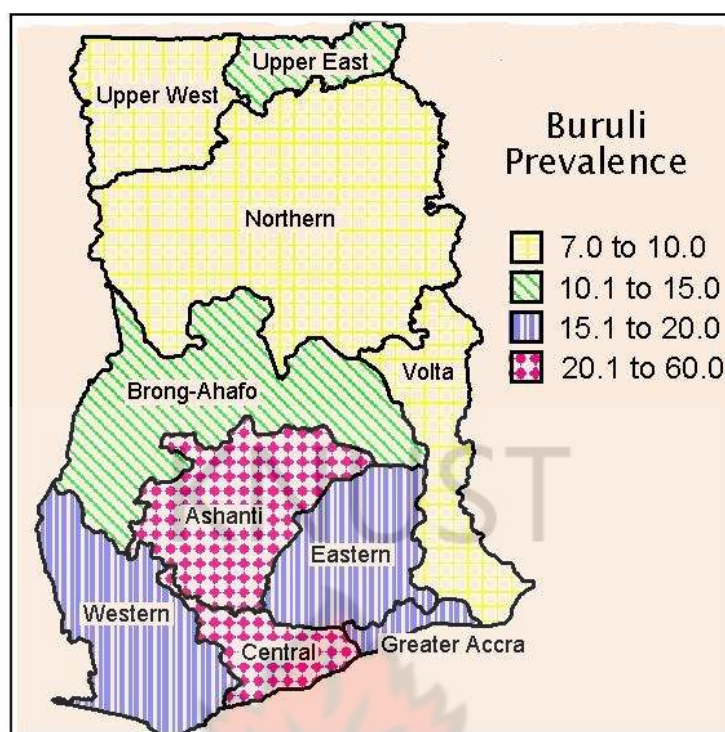 Upper East
Upper West
Buruli
Prevalence
Northern
7.0 to 10.0
10.1 to 15.0
15.1 to 20.0
20.1 to 60.0
Volta
Brong-Ahafo
KNUST
Ashanti
Eastern
Western
Central
Greater Accra